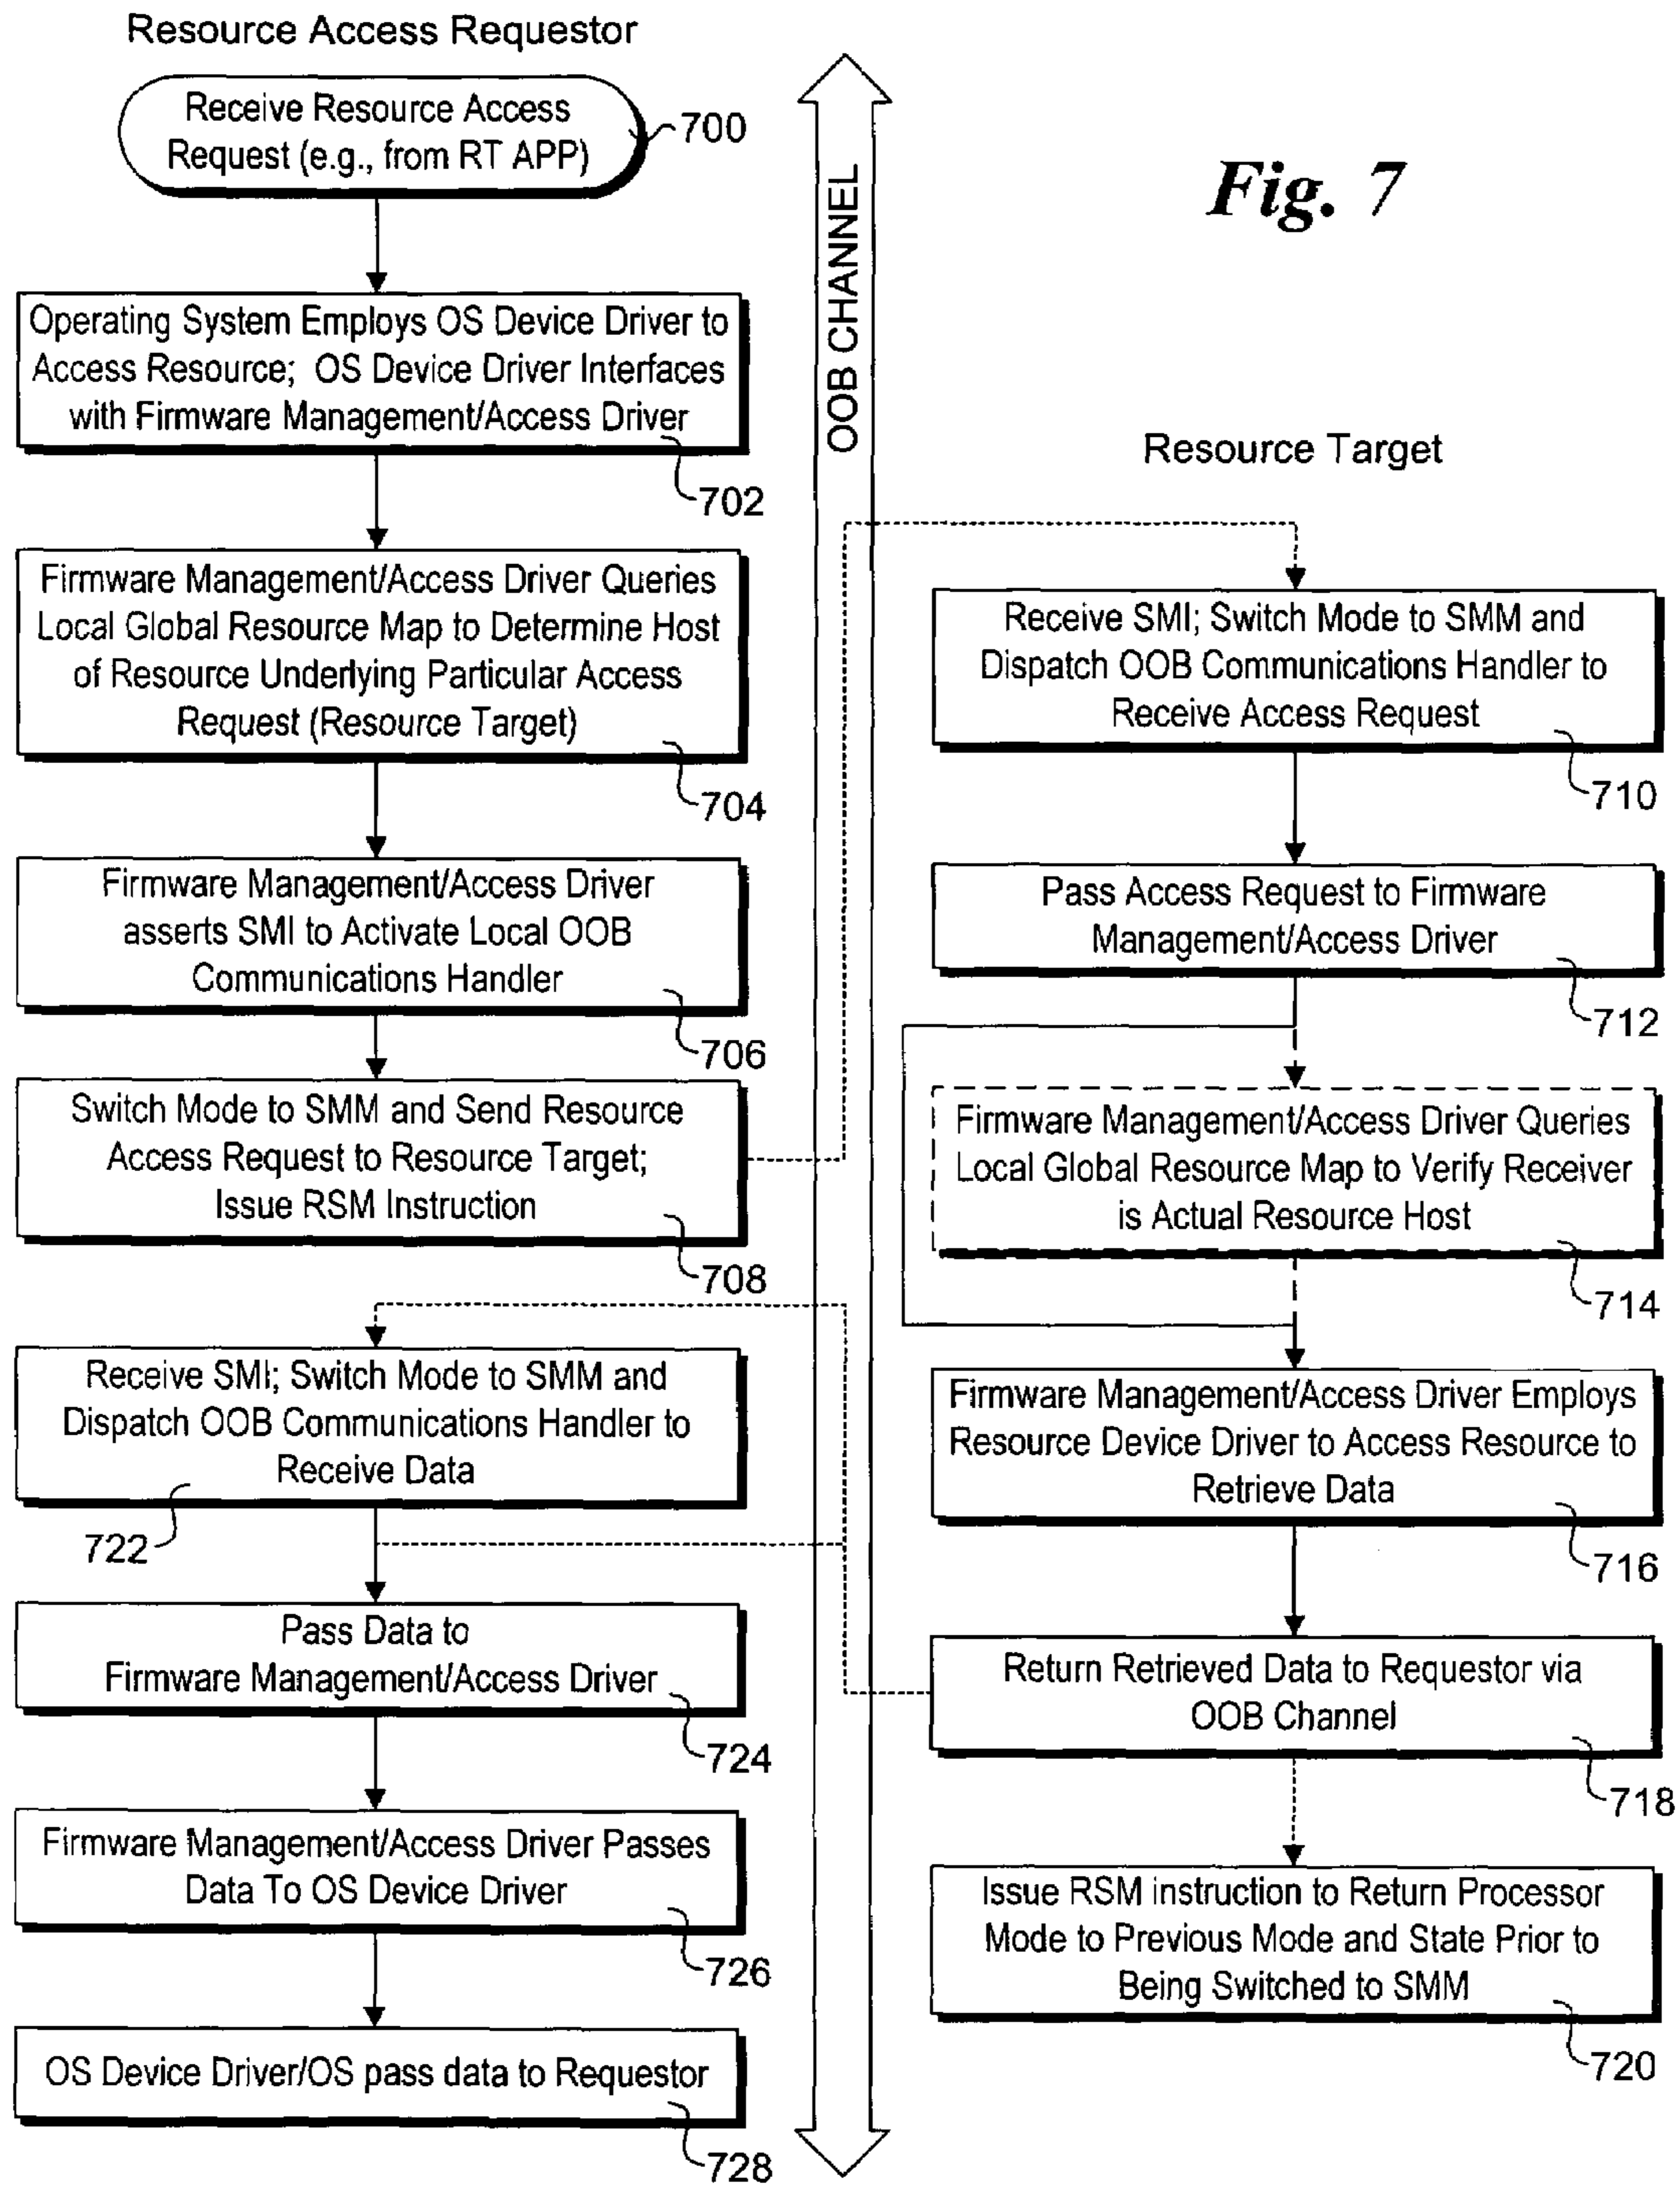 Resource Access Requestor
Receive Resource Access
Request (e.g., from RT APP)
700
Operating System Employs OS Device Driver to
Access Resource; OS Device Driver Interfaces
with Firmware Management/Access Driver
702
Firmware Management/Access Driver Queries
Local Global Resource Map to Determine Host
of Resource Underlying Particular Access
Request (Resource Target)
704
Firmware Management/Access Driver
asserts SMI to Activate Local OOB
Communications Handler
706
Switch Mode to SMM and Send Resource
Access Request to Resource Target;
Issue RSM Instruction
708
Receive SMI; Switch Mode to SMM and
Dispatch OOB Communications Handler to
Receive Data
722
Pass Data to
Firmware Management/Access Driver
724
Firmware Management/Access Driver Passes
Data To OS Device Driver
726
OS Device Driver/OS pass data to Requestor
728
OOB CHANNEL
Fig. 7
Resource Target
Receive SMI; Switch Mode to SMM and
Dispatch OOB Communications Handler to
Receive Access Request
710
Pass Access Request to Firmware
Management/Access Driver
712
Firmware Management/Access Driver Queries
Local Global Resource Map to Verify Receiver
is Actual Resource Host
714
Firmware Management/Access Driver Employs
Resource Device Driver to Access Resource to
Retrieve Data
716
Return Retrieved Data to Requestor via
OOB Channel
718
Issue RSM instruction to Return Processor
Mode to Previous Mode and State Prior to
Being Switched to SMM
720